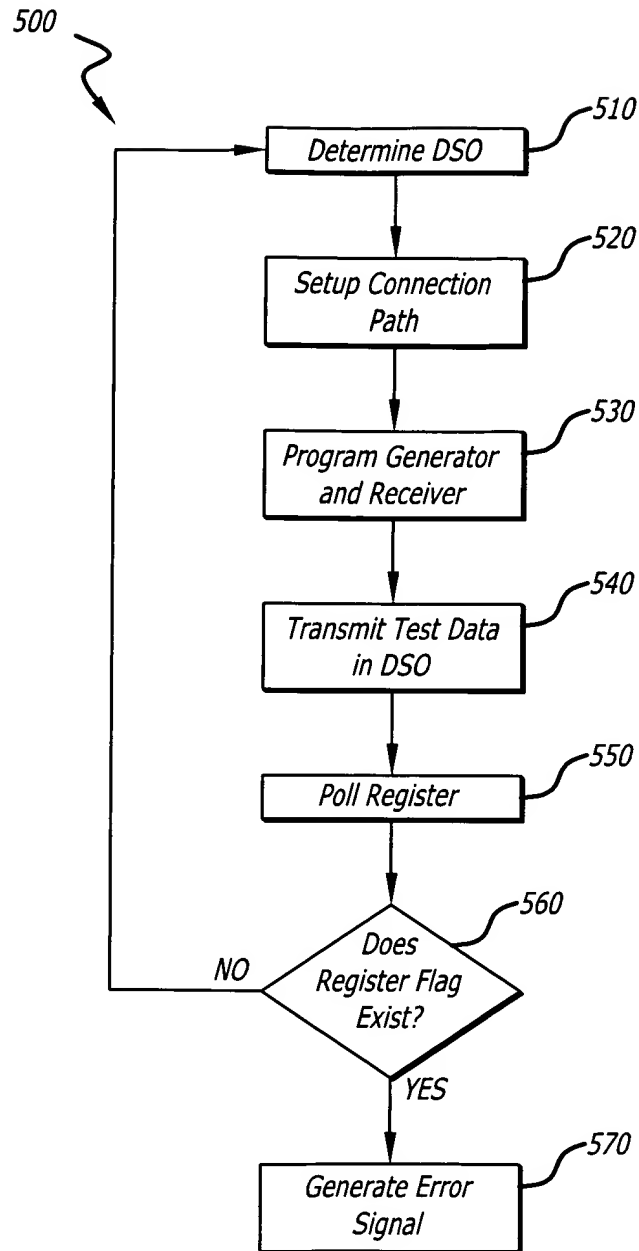 500
510
Determine DSO
520
Setup Connection
Path
530
Program Generator
and Receiver
540
Transmit Test Data
in DSO
550
Poll Register
560
Does
Register Flag
Exist?
NO
YES
570
Generate Error
Signal